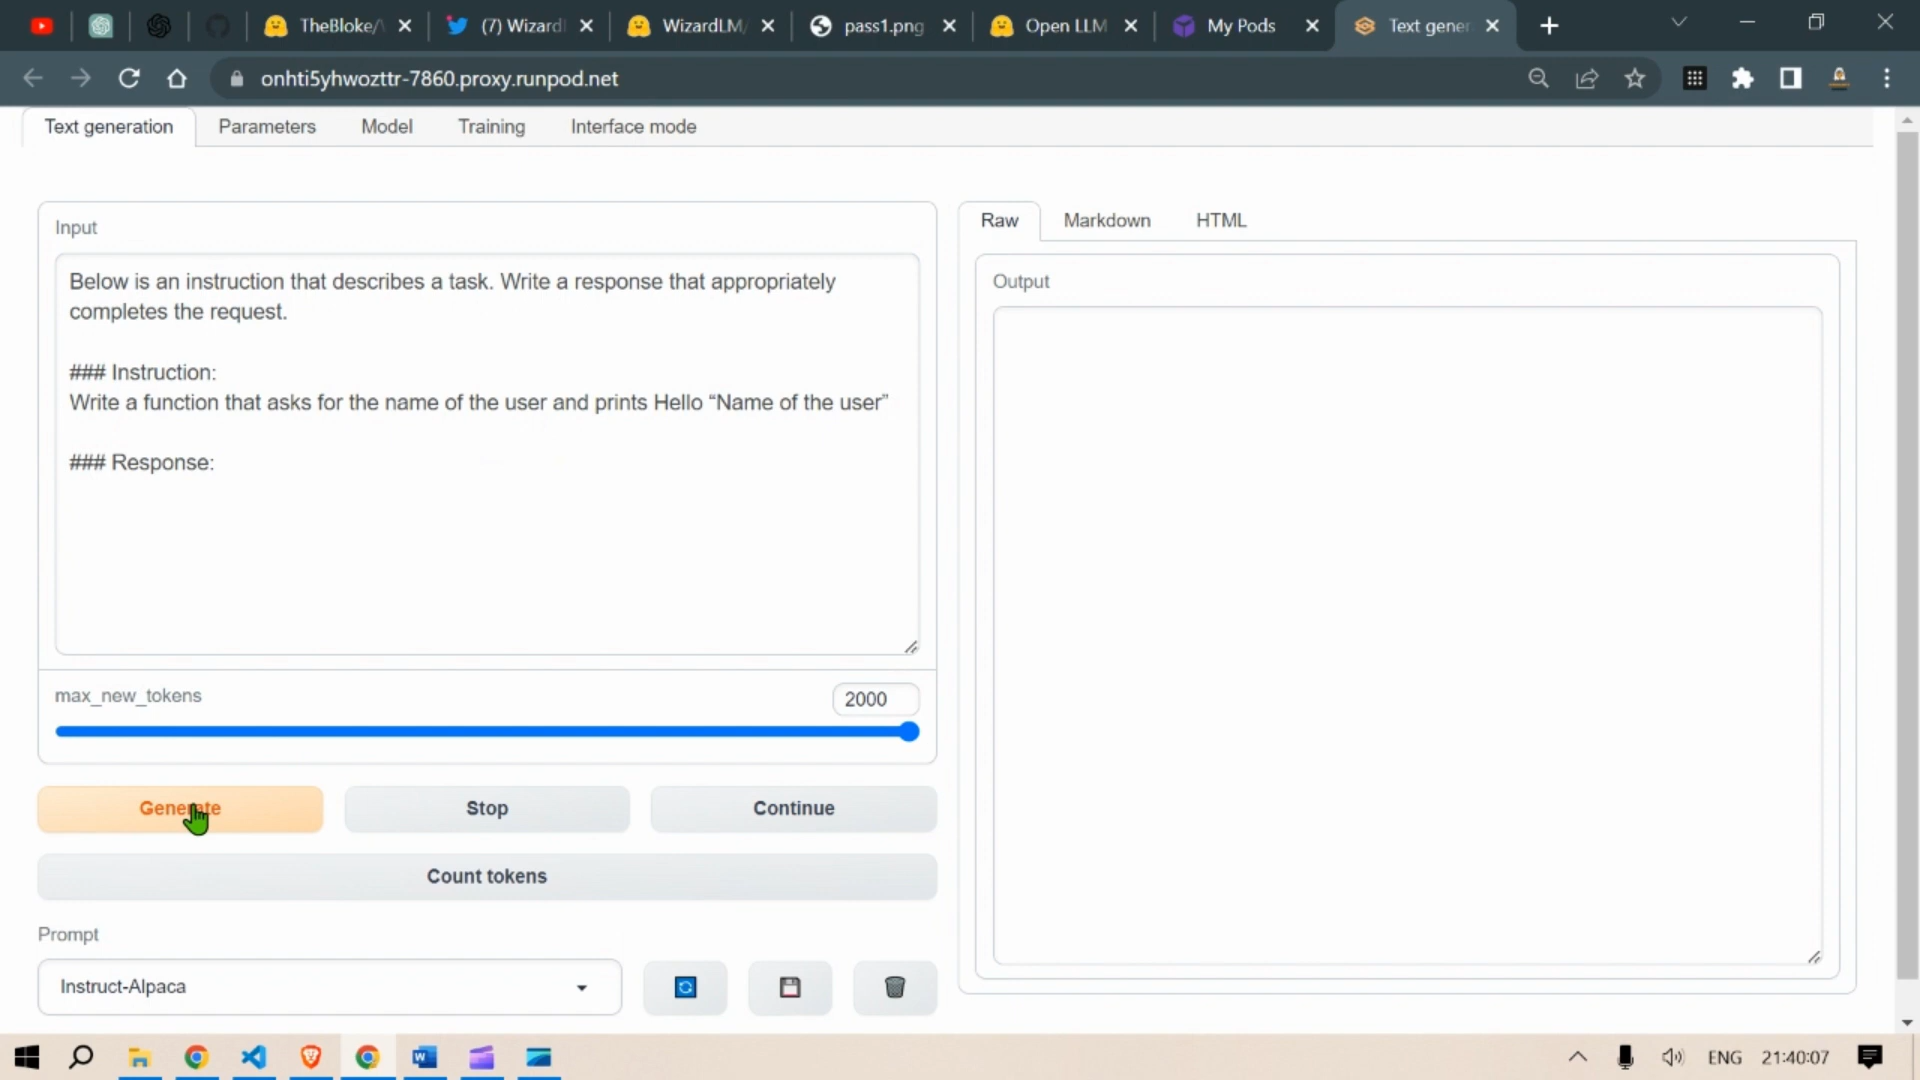 TheBloke/
(7) Wizard
WizardLM/
pass1.png
Open LLM
My Pods
Text gener
onhti5yhwozttr-7860.proxy.runpod.net
Text generation
Parameters
Model
Training
Interface mode
Input
Below is an instruction that describes a task. Write a response that appropriately
completes the request.
### Instruction:
Write a function that asks for the name of the user and prints Hello “Name of the user”
### Response:
max_new_tokens
2000
Generate
Stop
Continue
Count tokens
Prompt
Instruct-Alpaca
Raw
Markdown
HTML
Output
ENG
21:40:07